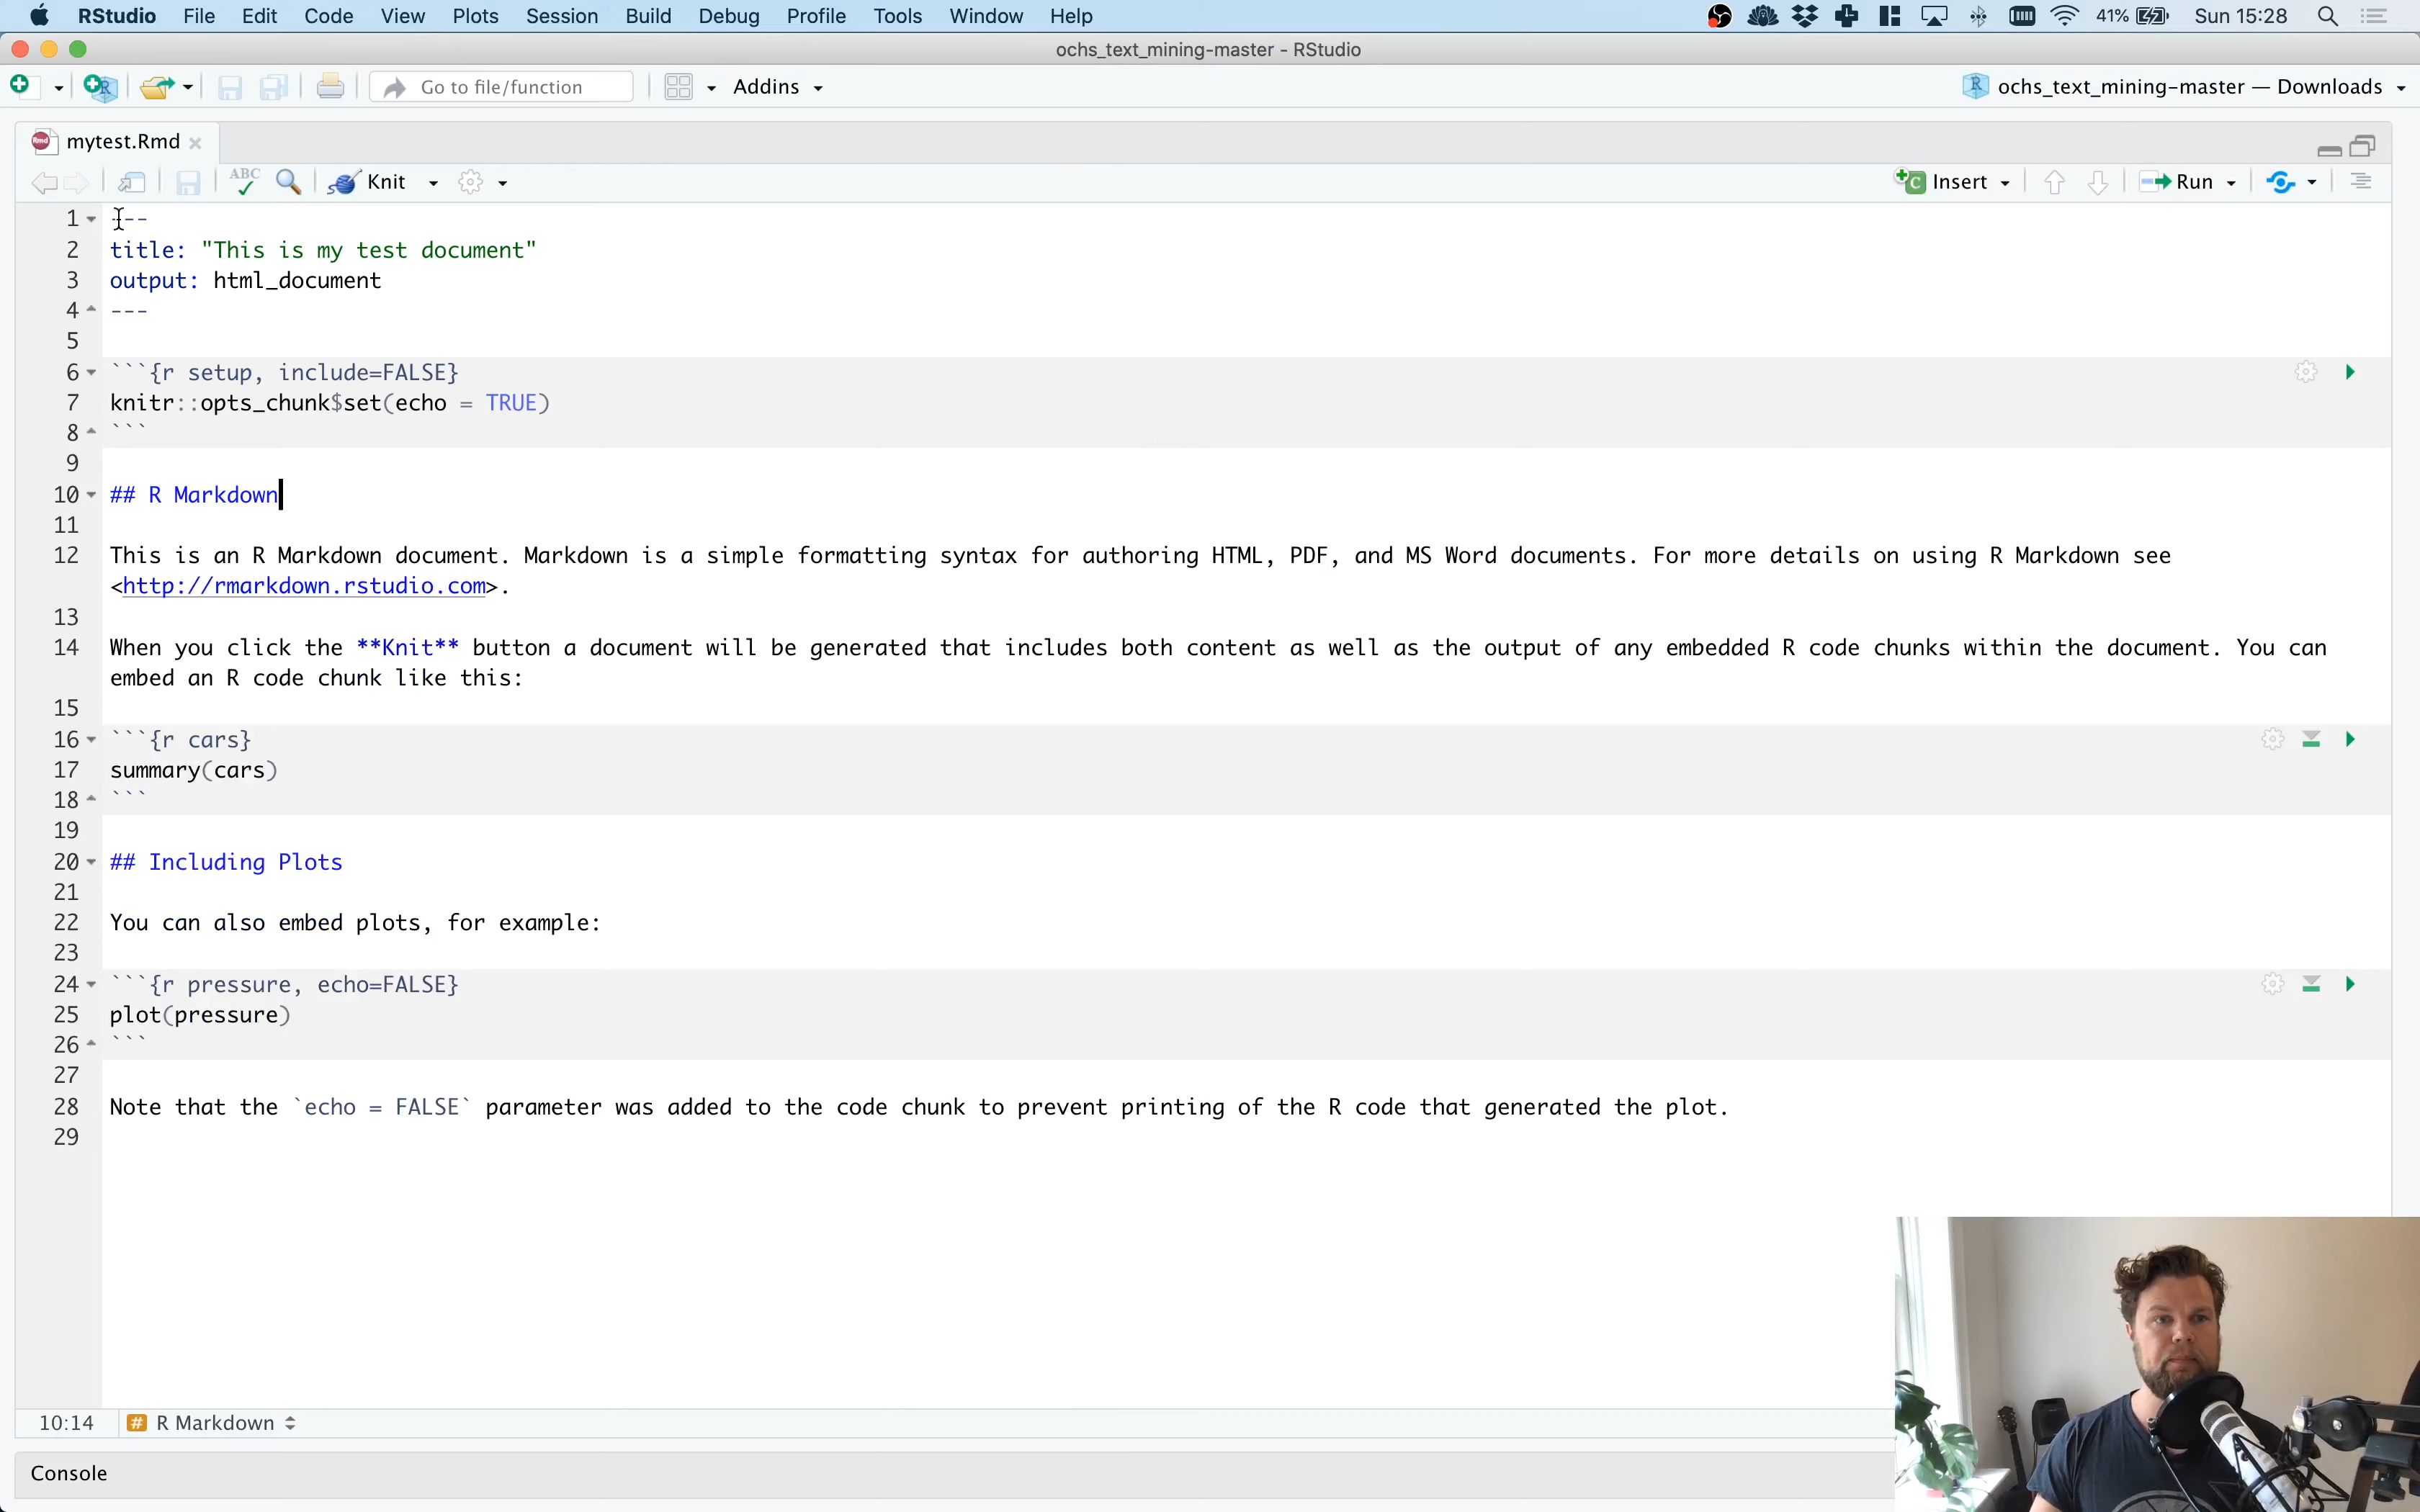 RStudio File Edit Code View Plots Session Build Debug Profile Tools Window Help 41% Sun 15:28
ochs_text_mining-master - RStudio
Go to file/function Addins ochs_text_mining-master — Downloads
mytest.Rmd
ABC Knit Insert Run
1 ---
2 title: "This is my test document"
3 output: html_document
4 ---
5
6 ```{r setup, include=FALSE}
7 knitr::opts_chunk$set(echo = TRUE)
8 ```
9
10 ## R Markdown
11
12 This is an R Markdown document. Markdown is a simple formatting syntax for authoring HTML, PDF, and MS Word documents. For more details on using R Markdown see
<http://rmarkdown.rstudio.com>.
13
14 When you click the **Knit** button a document will be generated that includes both content as well as the output of any embedded R code chunks within the document. You can
embed an R code chunk like this:
15
16 ```{r cars}
17 summary(cars)
18 ```
19
20 ## Including Plots
21
22 You can also embed plots, for example:
23
24 ```{r pressure, echo=FALSE}
25 plot(pressure)
26 ```
27
28 Note that the `echo = FALSE` parameter was added to the code chunk to prevent printing of the R code that generated the plot.
29
10:14 # R Markdown
Console